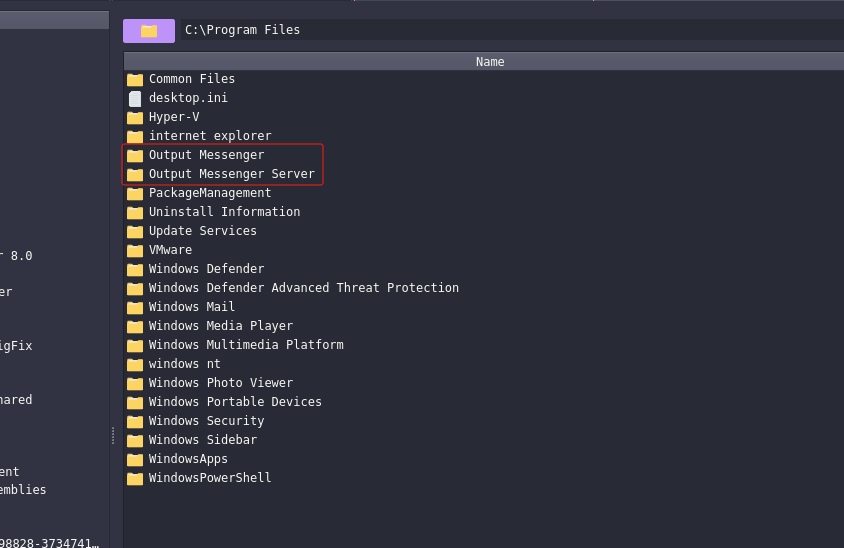 C:\Program Files
Name
Common Files
desktop.ini
Hyper-V
internet explorer
Output Messenger
Output Messenger Server
PackageManagement
Uninstall Information
Update Services
VMware
Windows Defender
Windows Defender Advanced Threat Protection
Windows Mail
Windows Media Player
Windows Multimedia Platform
windows nt
Windows Photo Viewer
Windows Portable Devices
Windows Security
Windows Sidebar
WindowsApps
WindowsPowerShell
r 8.0
er
igFix
hared
ent
emblies
98828-3734741…